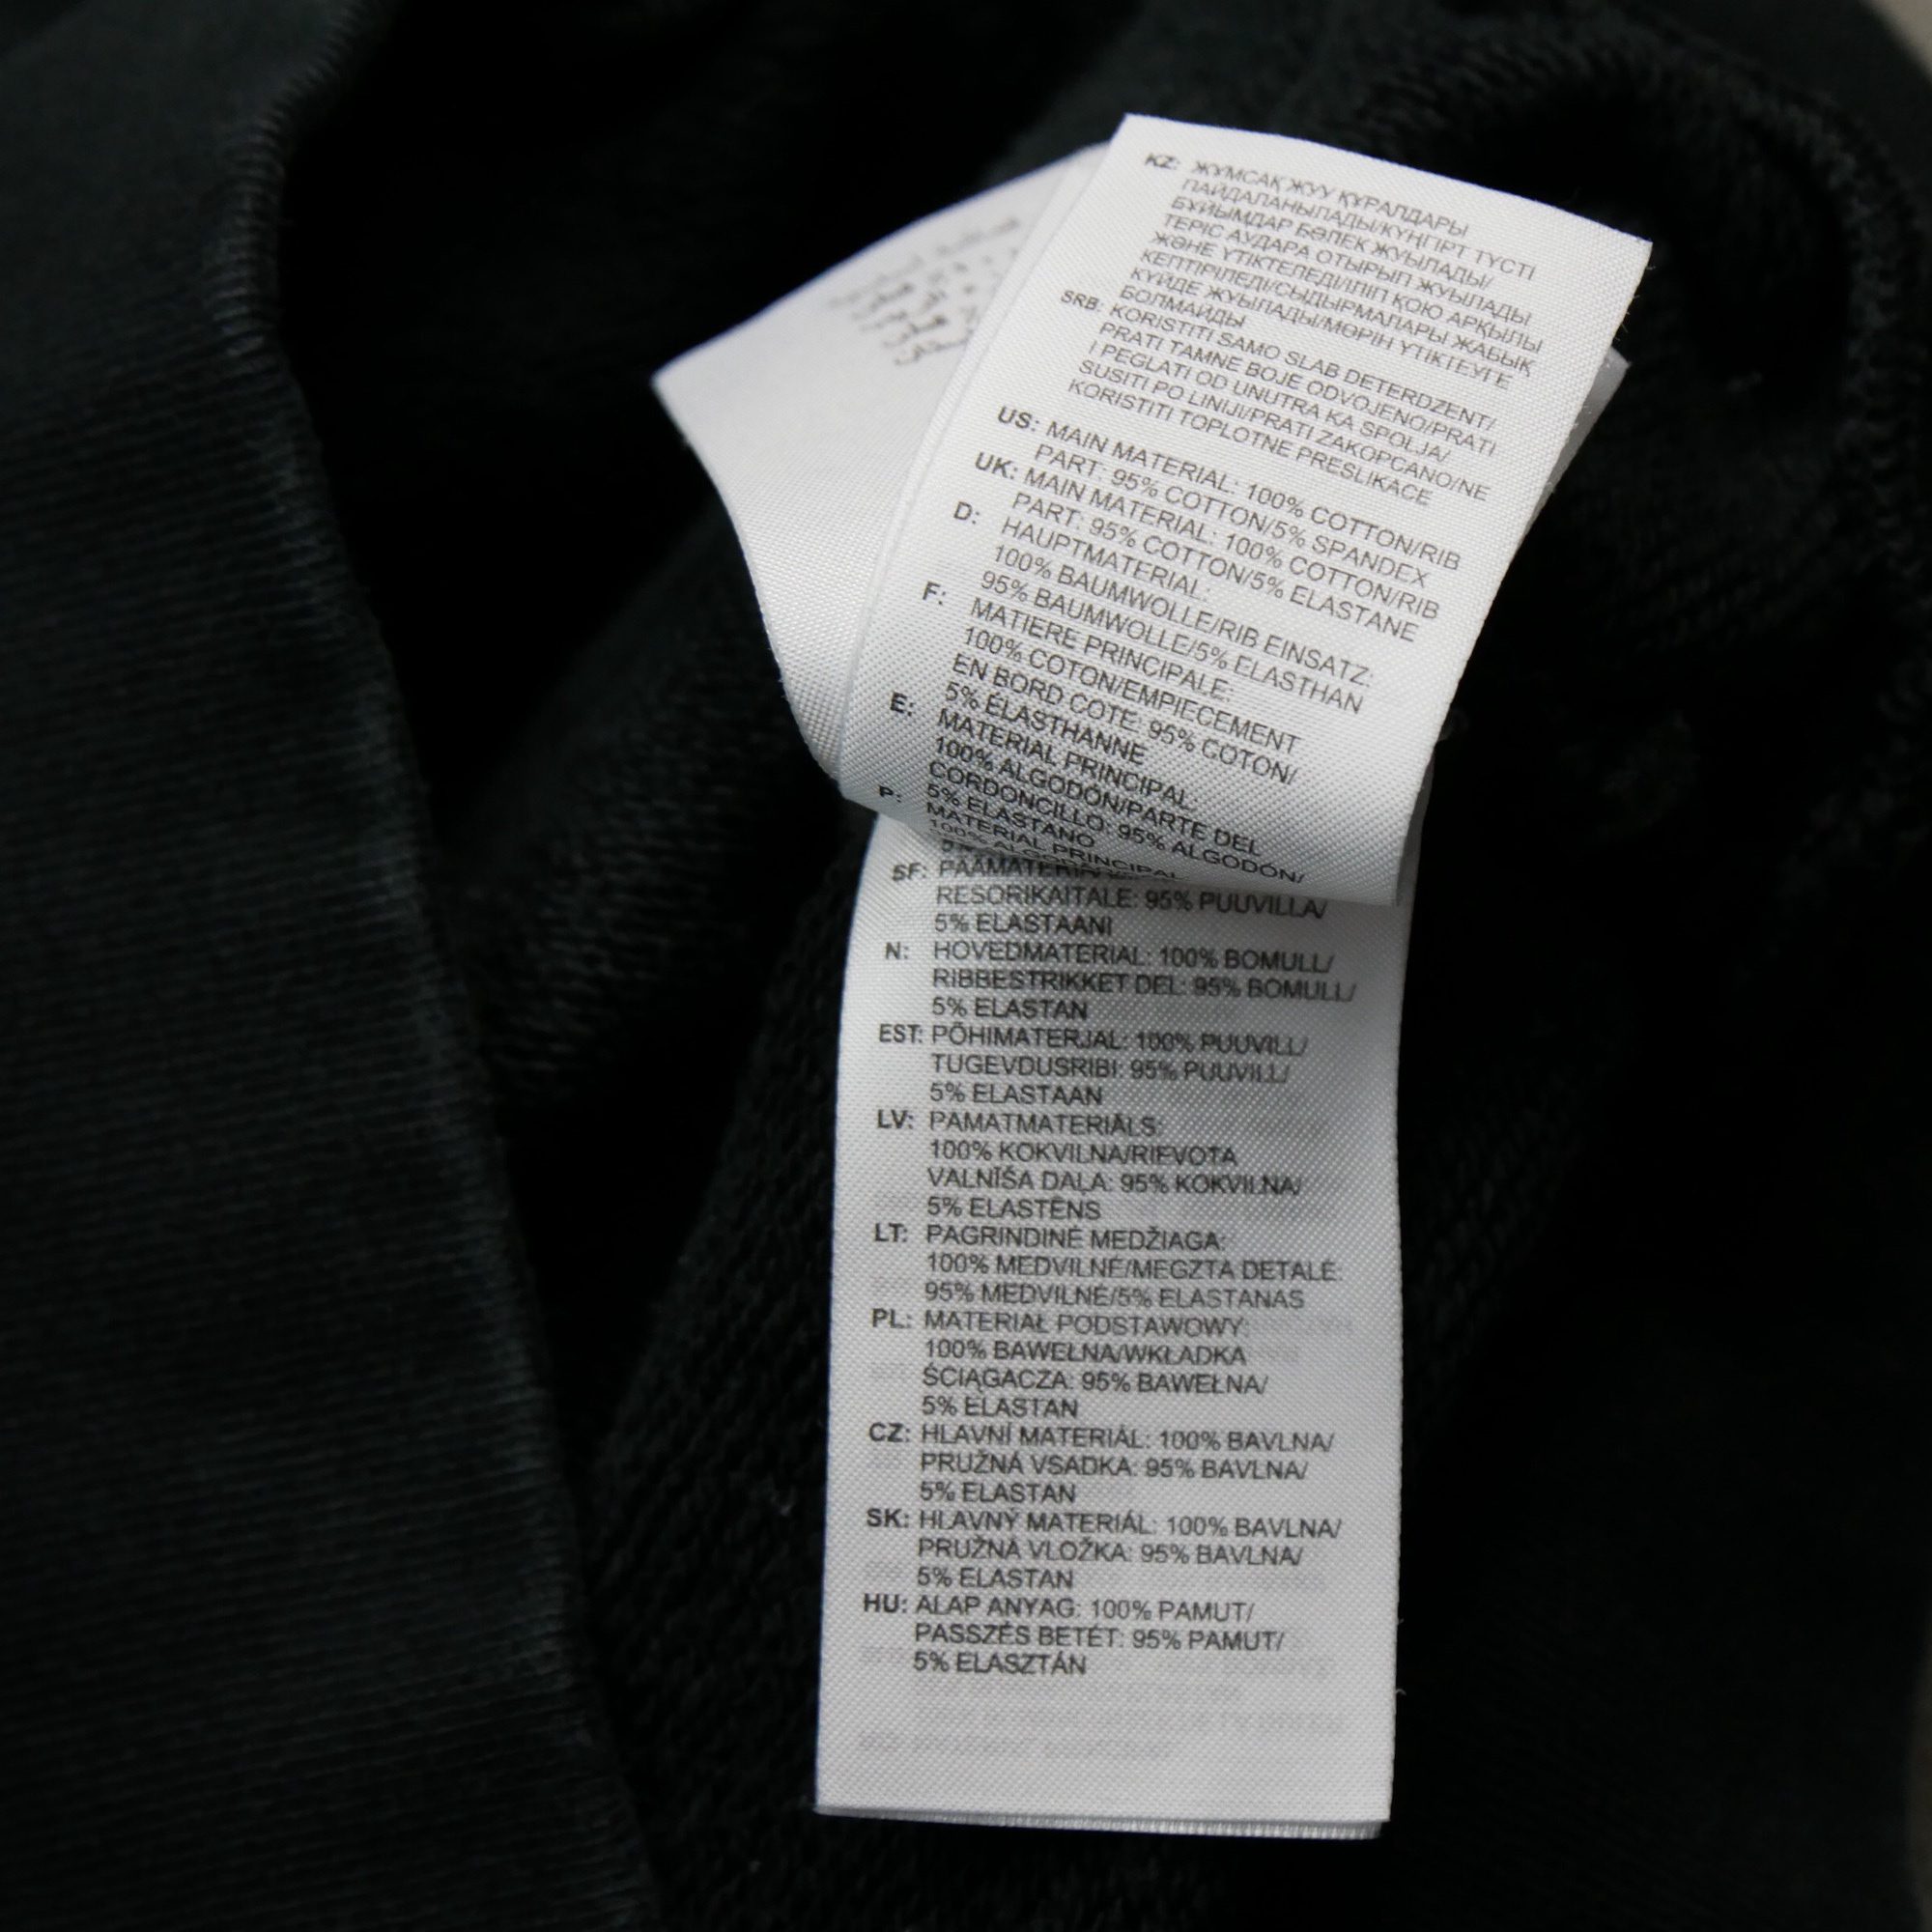 KZ: ЖҰМСАҚ ЖУУ ҚҰРАЛДАРЫ
ПАЙДАЛАНЫЛАДЫ/КҮҢГІРТ ТҮСТІ
БҰЙЫМДАР БӨЛЕК ЖУЫЛАДЫ/
ТЕРІС АУДАРА ОТЫРЫП ЖУЫЛАДЫ
ЖӘНЕ ҮТІКТЕЛЕДІ/ІЛІП ҚОЮ АРҚЫЛЫ
КЕПТІРІЛЕДІ/СЫДЫРМАЛАРЫ ЖАБЫҚ
КҮЙДЕ ЖУЫЛАДЫ/МӨРІН ҮТІКТЕУГЕ
БОЛМАЙДЫ
SRB: KORISTITI SAMO SLAB DETERDZENT/
PRATI TAMNE BOJE ODVOJENO/PRATI
I PEGLATI OD UNUTRA KA SPOLJA/
SUSITI PO LINIJI/PRATI ZAKOPCANO/NE
KORISTITI TOPLOTNE PRESLIKACE
US: MAIN MATERIAL: 100% COTTON/RIB
PART: 95% COTTON/5% SPANDEX
UK: MAIN MATERIAL: 100% COTTON/RIB
PART: 95% COTTON/5% ELASTANE
D: HAUPTMATERIAL:
100% BAUMWOLLE/RIB EINSATZ:
95% BAUMWOLLE/5% ELASTHAN
F: MATIERE PRINCIPALE:
100% COTON/EMPIECEMENT
EN BORD COTE: 95% COTON/
5% ÉLASTHANNE
E: MATERIAL PRINCIPAL:
100% ALGODÓN/PARTE DEL
CORDONCILLO: 95% ALGODÓN/
5% ELASTANO
P: MATERIAL PRINCIPAL
100%
SF:
RESORIKAITALE: 95% PUUVILLA/
5% ELASTAANI
N: HOVEDMATERIAL: 100% BOMULL/
RIBBESTRIKKET DEL: 95% BOMULL/
5% ELASTAN
EST: PÕHIMATERJAL: 100% PUUVILL/
TUGEVDUSRIBI: 95% PUUVILL/
5% ELASTAAN
LV: PAMATMATERIĀLS:
100% KOKVILNA/RIEVOTA
VALNĪŠA DAĻA: 95% KOKVILNA/
5% ELASTĒNS
LT: PAGRINDINĖ MEDŽIAGA:
100% MEDVILNĖ/MEGZTA DETALĖ:
95% MEDVILNĖ/5% ELASTANAS
PL: MATERIAŁ PODSTAWOWY:
100% BAWEŁNA/WKŁADKA
ŚCIĄGACZA: 95% BAWEŁNA/
5% ELASTAN
CZ: HLAVNÍ MATERIÁL: 100% BAVLNA/
PRUŽNÁ VSADKA: 95% BAVLNA/
5% ELASTAN
SK: HLAVNÝ MATERIÁL: 100% BAVLNA/
PRUŽNÁ VLOŽKA: 95% BAVLNA/
5% ELASTAN
HU: ALAP ANYAG: 100% PAMUT/
PASSZÉS BETÉT: 95% PAMUT/
5% ELASZTÁN